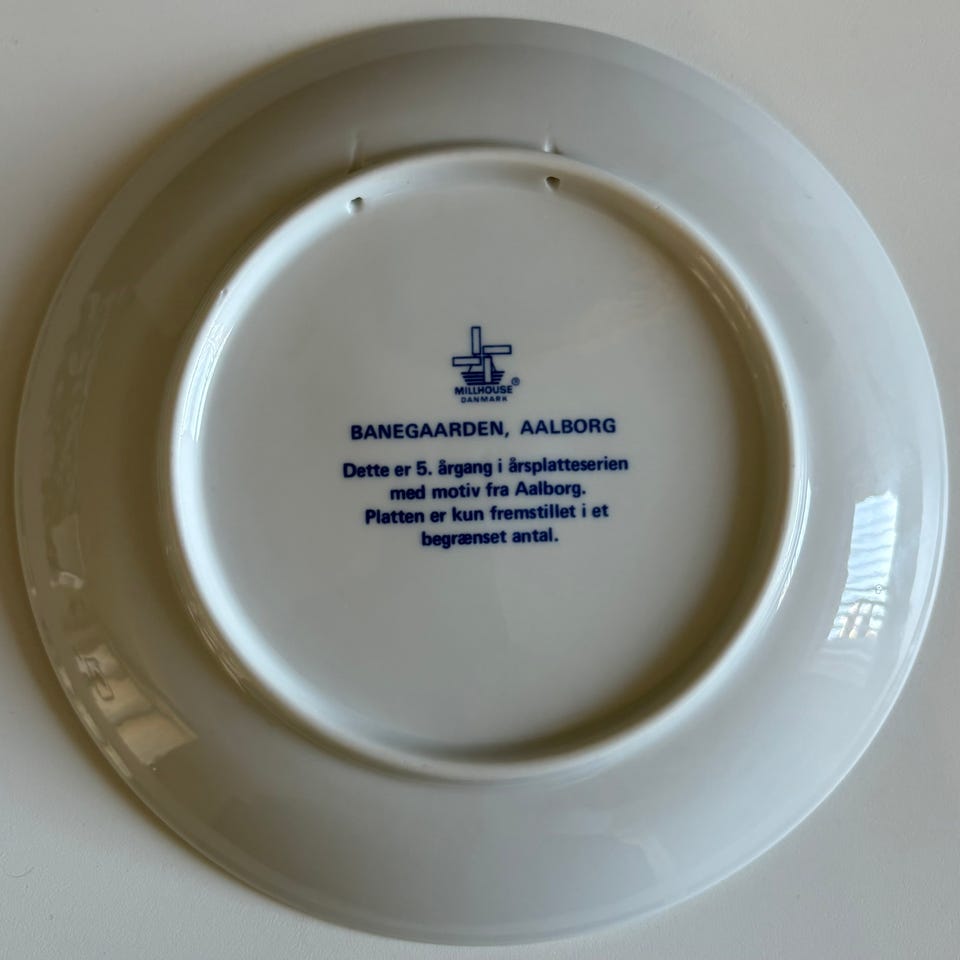 MILLHOUSE®
DANMARK
BANEGAARDEN, AALBORG
Dette er 5. årgang i årsplatteserien
med motiv fra Aalborg.
Platten er kun fremstillet i et
begrænset antal.